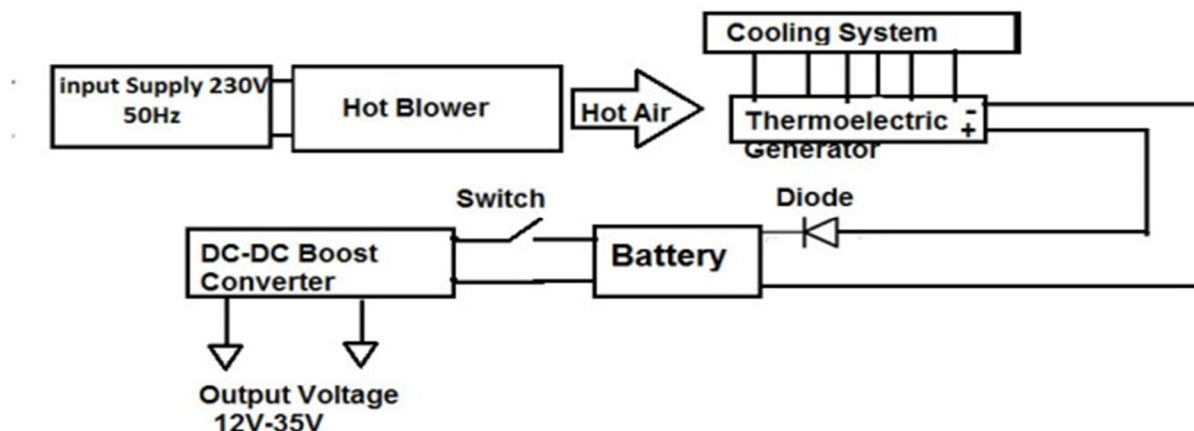 Cooling System
input Supply 230V
50Hz
Hot Blower
Hot Air
Thermoelectric
Generator
-
+
Switch
Diode
DC-DC Boost
Converter
Battery
Output Voltage
12V-35V